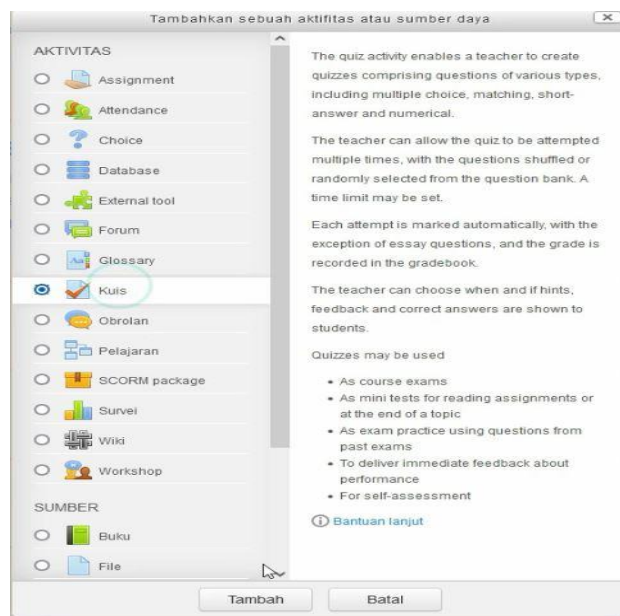 Tambahkan sebuah aktifitas atau sumber daya
AKTIVITAS
Assignment
Attendance
Choice
Database
External tool
Forum
Glossary
Kuis
Obrolan
Pelajaran
SCORM package
Survei
Wiki
Workshop
SUMBER
Buku
File
The quiz activity enables a teacher to create
quizzes comprising questions of various types,
including multiple choice, matching, short-
answer and numerical.
The teacher can allow the quiz to be attempted
multiple times, with the questions shuffled or
randomly selected from the question bank. A
time limit may be set.
Each attempt is marked automatically, with the
exception of essay questions, and the grade is
recorded in the gradebook.
The teacher can choose when and if hints,
feedback and correct answers are shown to
students.
Quizzes may be used
• As course exams
• As mini tests for reading assignments or
at the end of a topic
• As exam practice using questions from
past exams
• To deliver immediate feedback about
performance
• For self-assessment
Bantuan lanjut
Tambah
Batal